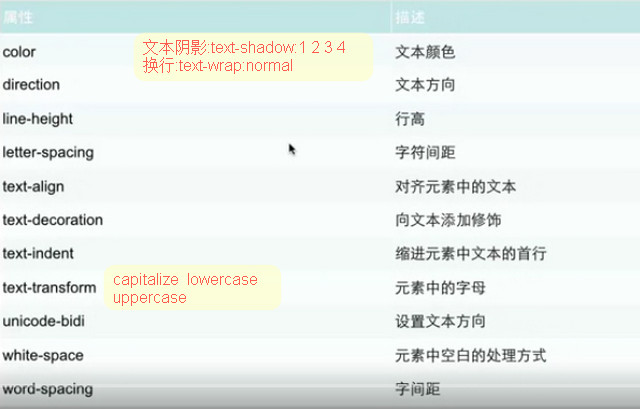 属性 描述
color 文本颜色
文本阴影:text-shadow:1 2 3 4
换行:text-wrap:normal
direction 文本方向
line-height 行高
letter-spacing 字符间距
text-align 对齐元素中的文本
text-decoration 向文本添加修饰
text-indent 缩进元素中文本的首行
text-transform 元素中的字母
capitalize lowercase
uppercase
unicode-bidi 设置文本方向
white-space 元素中空白的处理方式
word-spacing 字间距